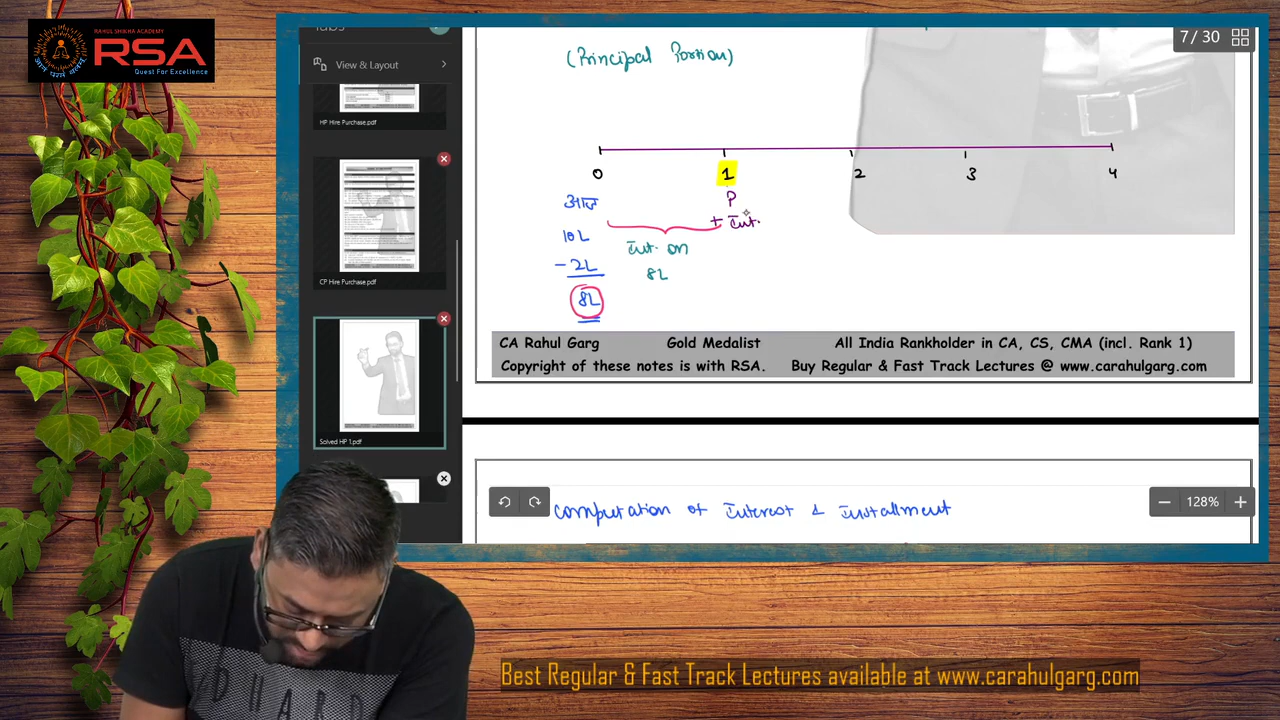 RAHUL SHIKHA ACADEMY
RSA
Quest For Excellence
View & Layout
HP Hire Purchase.pdf
CP Hire Purchase.pdf
Solved HP 1.pdf
7 / 30
(Principal Portion)
0 1 2 3 4
आज
P
+ Int.
10L
- 2L
Int. on
8L
8L
CA Rahul Garg Gold Medalist All India Rankholder in CA, CS, CMA (incl. Rank 1)
Copyright of these notes is with RSA. Buy Regular & Fast Track Lectures @ www.carahulgarg.com
128%
Computation of Interest & Installment
Best Regular & Fast Track Lectures available at www.carahulgarg.com